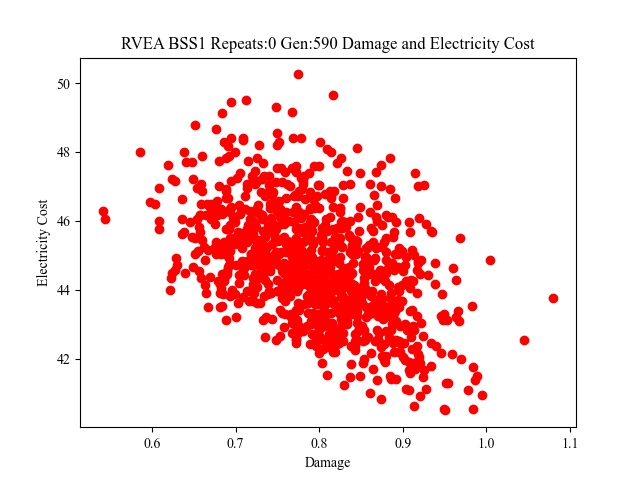 RVEA BSS1 Repeats:0 Gen:590 Damage and Electricity Cost
50
48
46
44
42
Electricity Cost
0.6 0.7 0.8 0.9 1.0 1.1
Damage